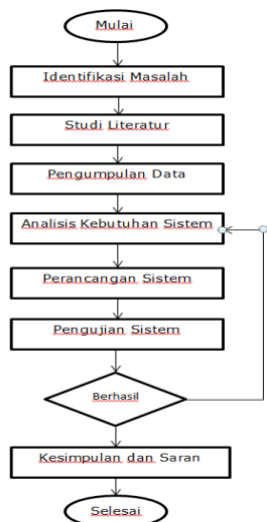 Mulai
Identifikasi Masalah
Studi Literatur
Pengumpulan Data
Analisis Kebutuhan Sistem
Perancangan Sistem
Pengujian Sistem
Berhasil
Kesimpulan dan Saran
Selesai